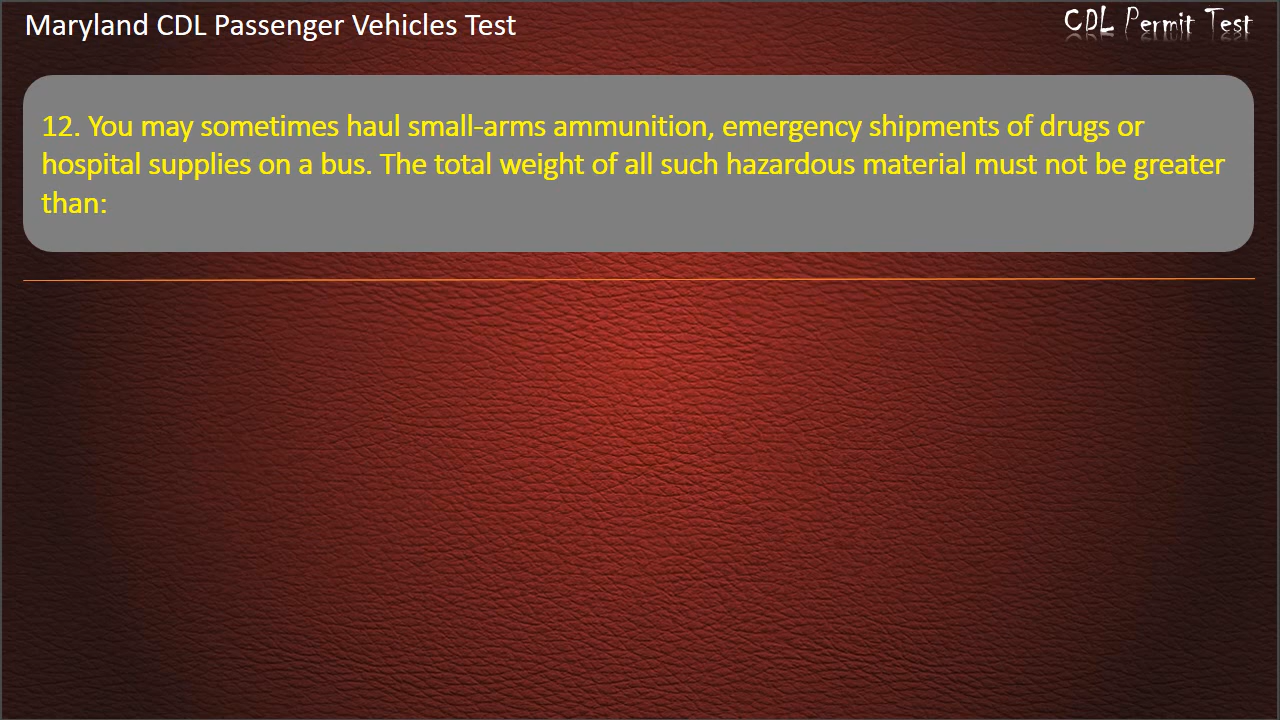 Maryland CDL Passenger Vehicles Test
CDL Permit Test
12. You may sometimes haul small-arms ammunition, emergency shipments of drugs or
hospital supplies on a bus. The total weight of all such hazardous material must not be greater
than: